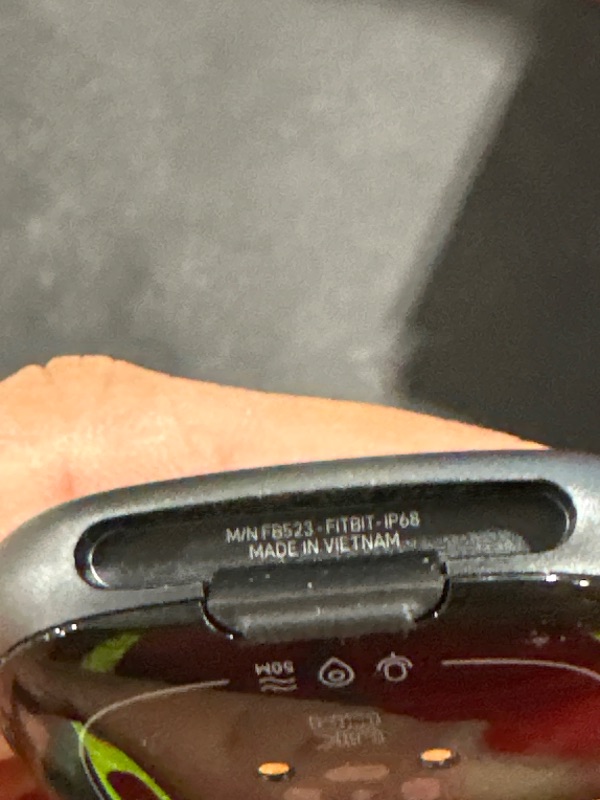 M/N FB523 - FITBIT - IP68
MADE IN VIETNAM
50M